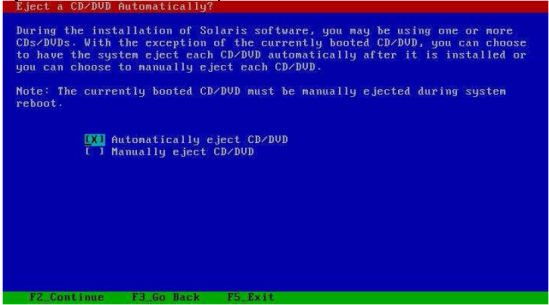 Eject a CD/DVD Automatically?
During the installation of Solaris software, you may be using one or more
CDs/DVDs. With the exception of the currently booted CD/DVD, you can choose
to have the system eject each CD/DVD automatically after it is installed or
you can choose to manually eject each CD/DVD.
Note: The currently booted CD/DVD must be manually ejected during system
reboot.
[X] Automatically eject CD/DVD
[ ] Manually eject CD/DVD
F2_Continue F3_Go Back F5_Exit